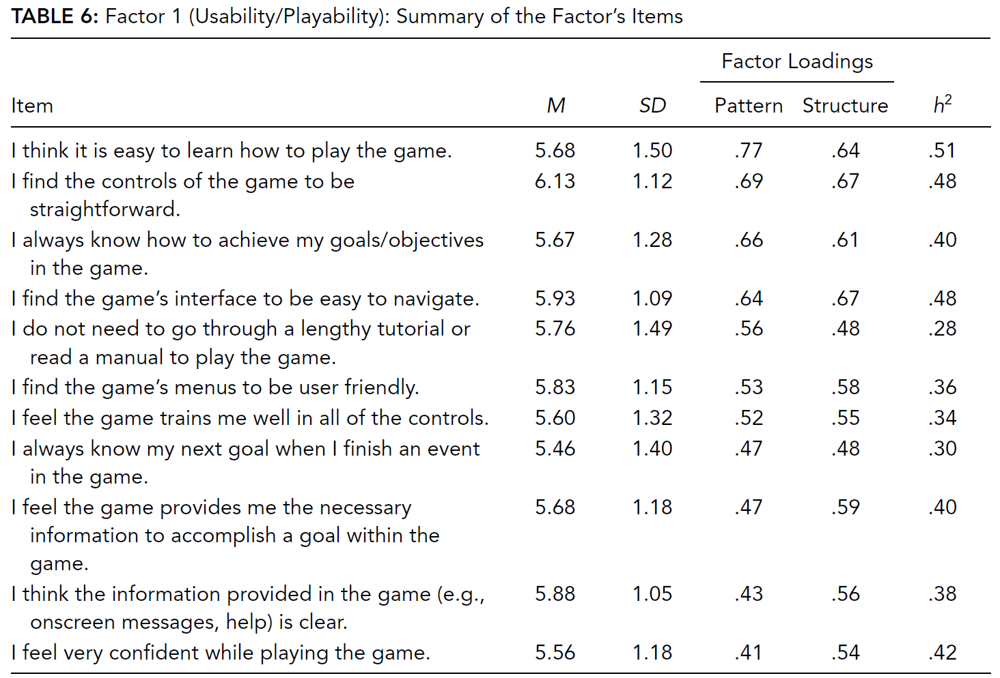 TABLE 6: Factor 1 (Usability/Playability): Summary of the Factor’s Items
Factor Loadings
Item M SD Pattern Structure h²
I think it is easy to learn how to play the game. 5.68 1.50 .77 .64 .51
I find the controls of the game to be 6.13 1.12 .69 .67 .48
straightforward.
I always know how to achieve my goals/objectives 5.67 1.28 .66 .61 .40
in the game.
I find the game’s interface to be easy to navigate. 5.93 1.09 .64 .67 .48
I do not need to go through a lengthy tutorial or 5.76 1.49 .56 .48 .28
read a manual to play the game.
I find the game’s menus to be user friendly. 5.83 1.15 .53 .58 .36
I feel the game trains me well in all of the controls. 5.60 1.32 .52 .55 .34
I always know my next goal when I finish an event 5.46 1.40 .47 .48 .30
in the game.
I feel the game provides me the necessary 5.68 1.18 .47 .59 .40
information to accomplish a goal within the
game.
I think the information provided in the game (e.g., 5.88 1.05 .43 .56 .38
onscreen messages, help) is clear.
I feel very confident while playing the game. 5.56 1.18 .41 .54 .42